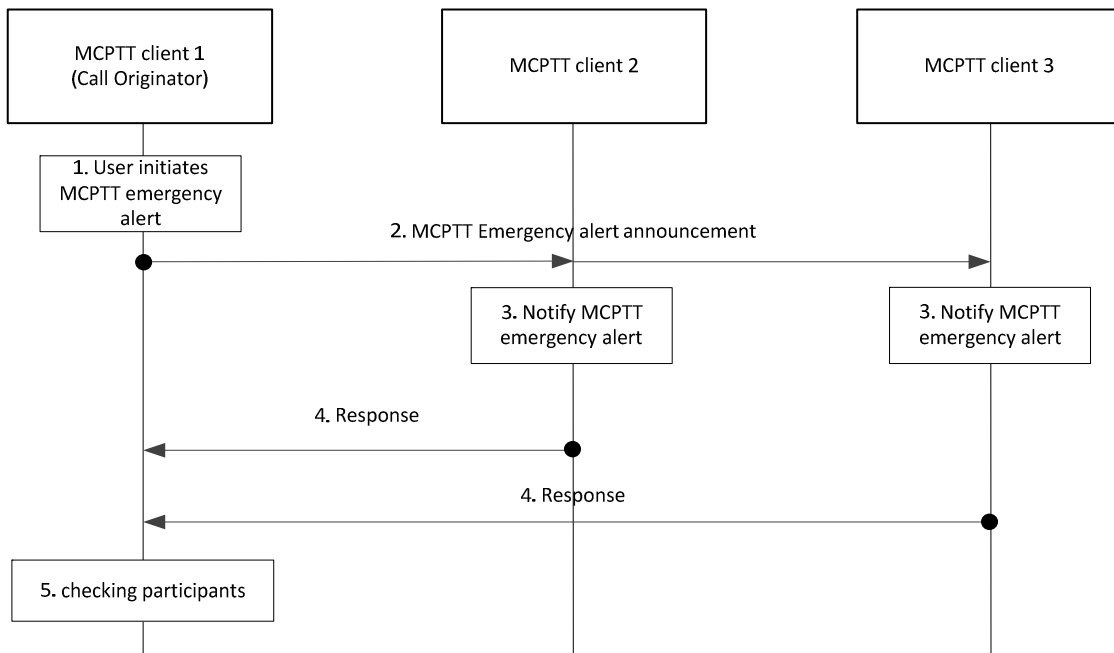 MCPTT client 1
(Call Originator)
MCPTT client 2
MCPTT client 3
1. User initiates
MCPTT emergency
alert
2. MCPTT Emergency alert announcement
3. Notify MCPTT
emergency alert
3. Notify MCPTT
emergency alert
4. Response
4. Response
5. checking participants